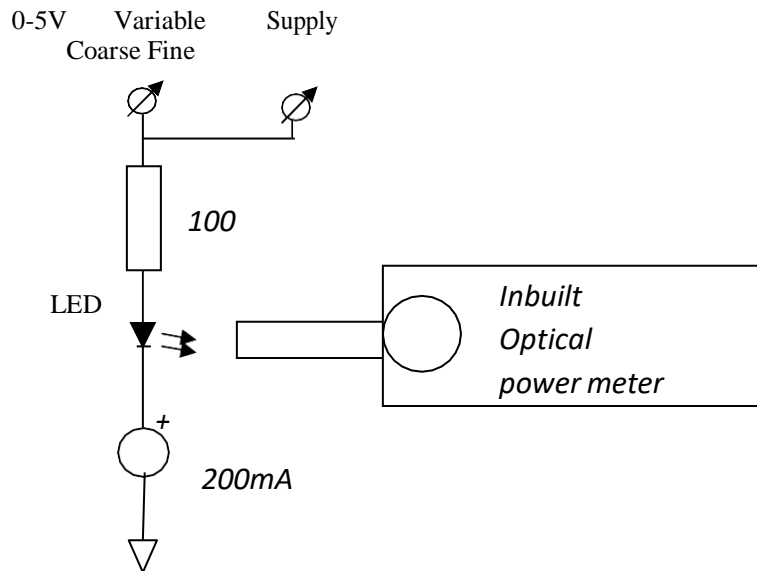 0-5V Variable Supply
Coarse Fine
100
LED
Inbuilt
Optical
power meter
+
200mA